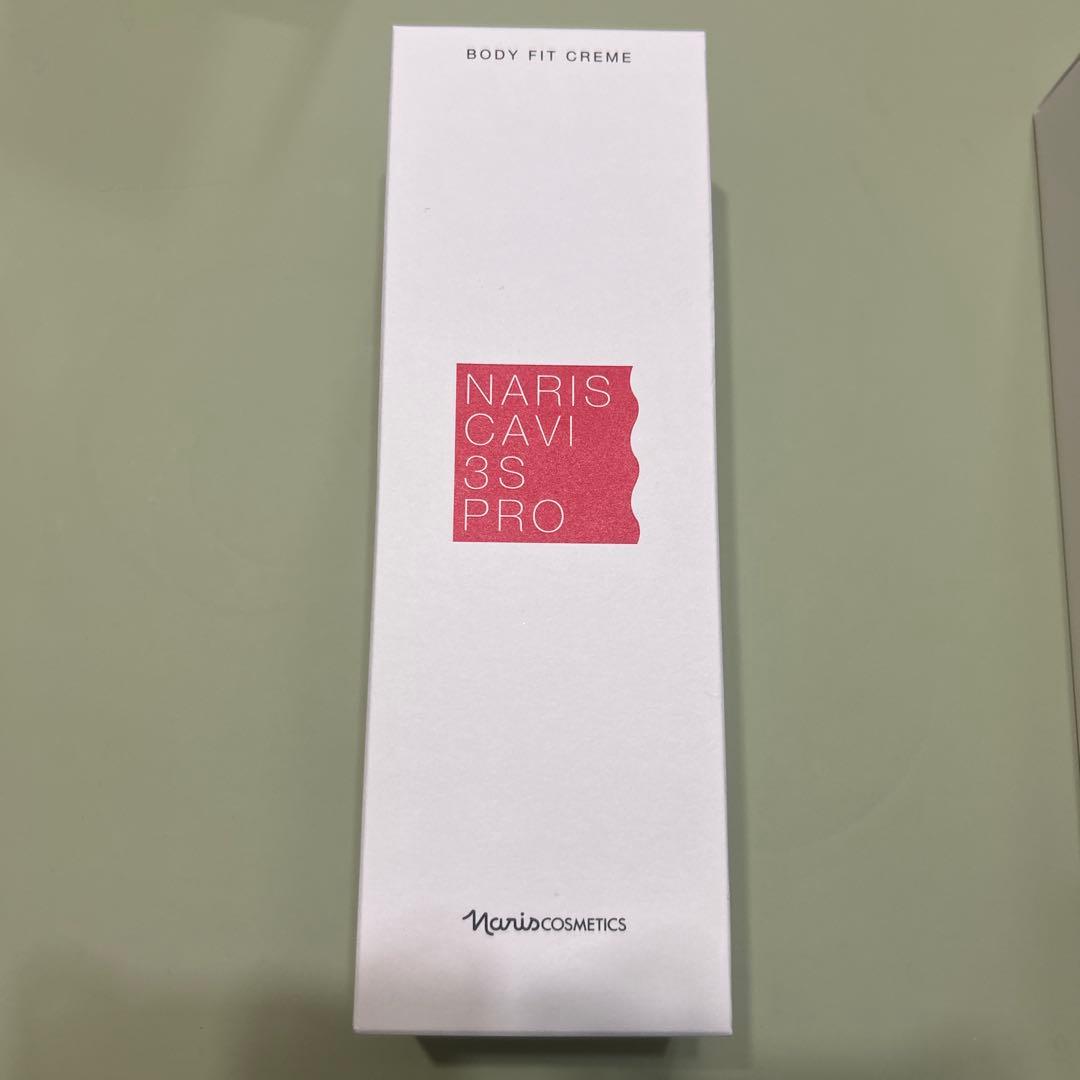 BODY FIT CREME
NARIS
CAVI
3S
PRO
Naris COSMETICS